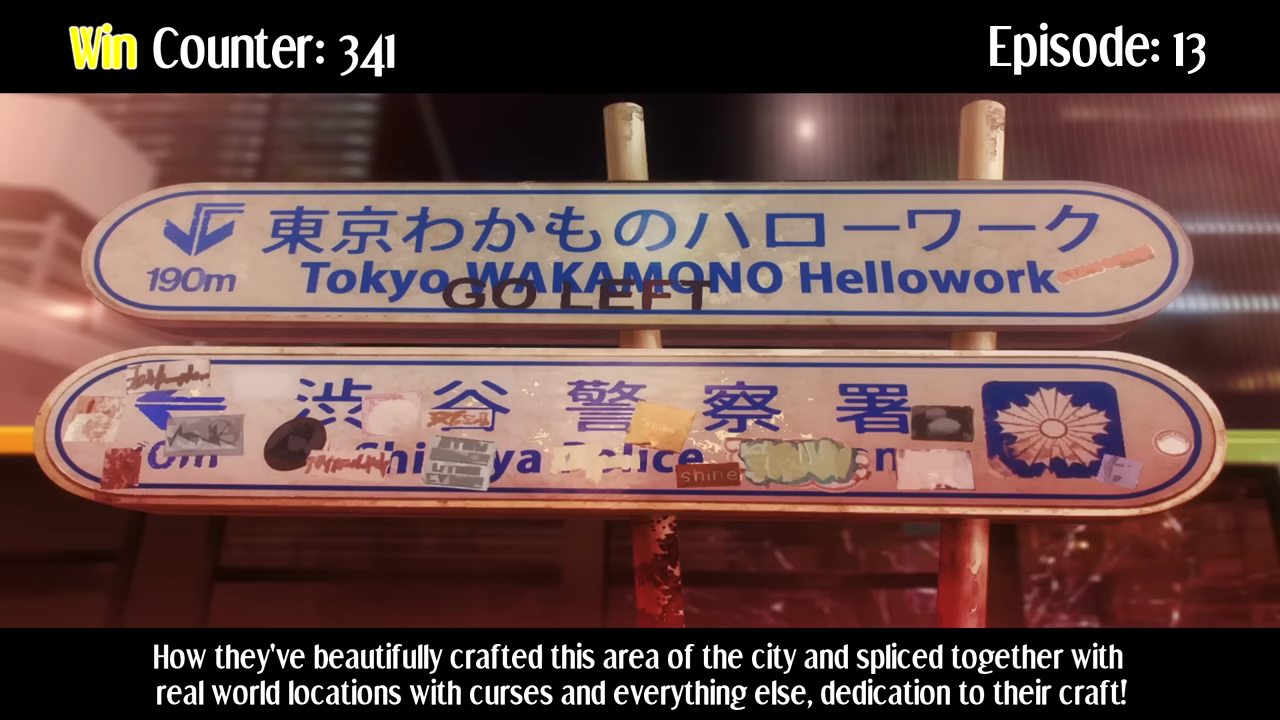 Win Counter: 341
Episode: 13
東京わかものハローワーク
190m
Tokyo WAKAMONO Hellowork
GO LEFT
渋谷警察署
shine
How they've beautifully crafted this area of the city and spliced together with
real world locations with curses and everything else, dedication to their craft!